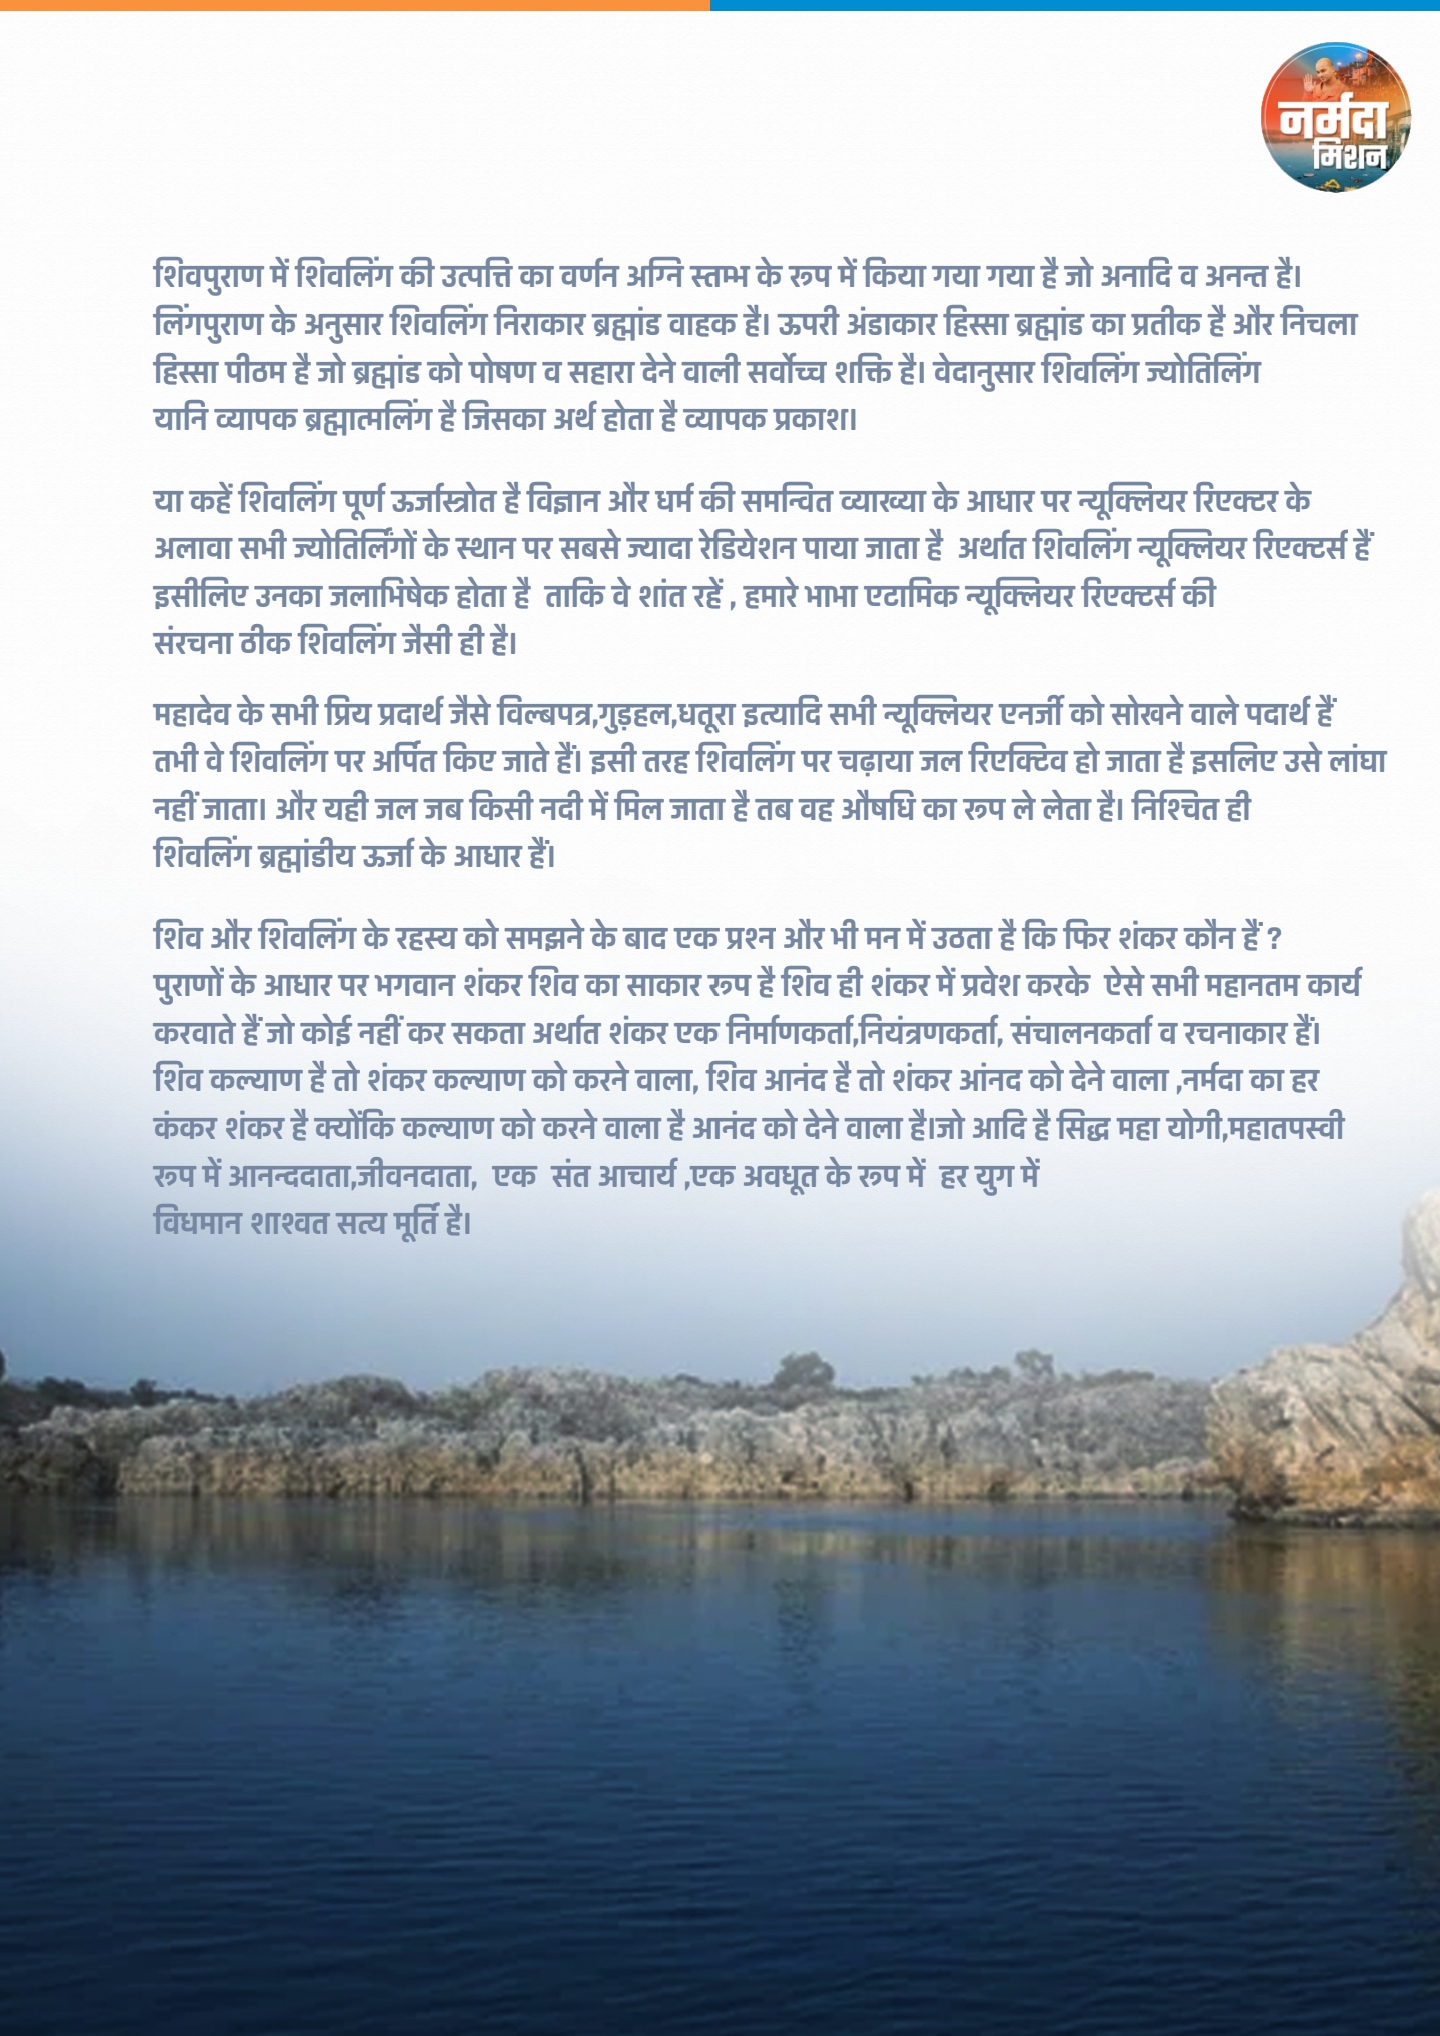 नर्मदा
मिशन
शिवपुराण में शिवलिंग की उत्पत्ति का वर्णन अग्नि स्ताम्भ के रूप में किया गया गया है जो अनादि व अनन्त है।
लिंगपुराण के अनुसार शिवलिंग निराकार ब्रह्मांड वाहक है। ऊपरी अंडाकार हिस्सा ब्रह्मांड का प्रतीक है और निचला
हिस्सा पीठम है जो ब्रह्मांड को पोषण व सहारा देने वाली सर्वोच्च शक्ति है। वेदानुसार शिवलिंग ज्योतिलिंग
यानि व्यापक ब्रह्मात्मलिंग है जिसका अर्थ होता है व्यापक प्रकाश।
या कहें शिवलिंग पूर्ण ऊर्जास्त्रोत है विज्ञान और धर्म की समन्वित व्याख्या के आधार पर न्यूक्लियर रिएक्टर के
अलावा सभी ज्योतिर्लिंगों के स्थान पर सबसे ज्यादा रेडियेशन पाया जाता है  अर्थात शिवलिंग न्यूक्लियर रिएक्टर्स हैं
इसीलिए उनका जलाभिषेक होता है  ताकि वे शांत रहें , हमारे भाभा एटामिक न्यूक्लियर रिएक्टर्स की
संरचना ठीक शिवलिंग जैसी ही है।
महादेव के सभी प्रिय प्रदार्थ जैसे विल्बपत्र,गुड़हल,धतूरा इत्यादि सभी न्यूक्लियर एनर्जी को सोखने वाले पदार्थ हैं
तभी वे शिवलिंग पर अर्पित किए जाते हैं। इसी तरह शिवलिंग पर चढ़ाया जल रिएक्टिव हो जाता है इसलिए उसे लांघा
नहीं जाता। और यही जल जब किसी नदी में मिल जाता है तब वह औषधि का रूप ले लेता है। निश्चित ही
शिवलिंग ब्रह्मांडीय ऊर्जा के आधार हैं।
शिव और शिवलिंग के रहस्य को समझने के बाद एक प्रश्न और भी मन में उठता है कि फिर शंकर कौन हैं ?
पुराणों के आधार पर भगवान शंकर शिव का साकार रूप है शिव ही शंकर में प्रवेश करके  ऐसे सभी महानतम कार्य
करवाते हैं जो कोई नहीं कर सकता अर्थात शंकर एक निर्माणकर्ता,नियंत्रणकर्ता, संचालनकर्ता व रचनाकार हैं।
शिव कल्याण है तो शंकर कल्याण को करने वाला, शिव आनंद है तो शंकर आंनद को देने वाला ,नर्मदा का हर
कंकर शंकर है क्योंकि कल्याण को करने वाला है आनंद को देने वाला है।जो आदि है सिद्ध महा योगी,महातपस्वी
रूप में आनन्ददाता,जीवनदाता,  एक  संत आचार्य ,एक अवधूत के रूप में  हर युग में
विधमान शाश्वत सत्य मूर्ति है।